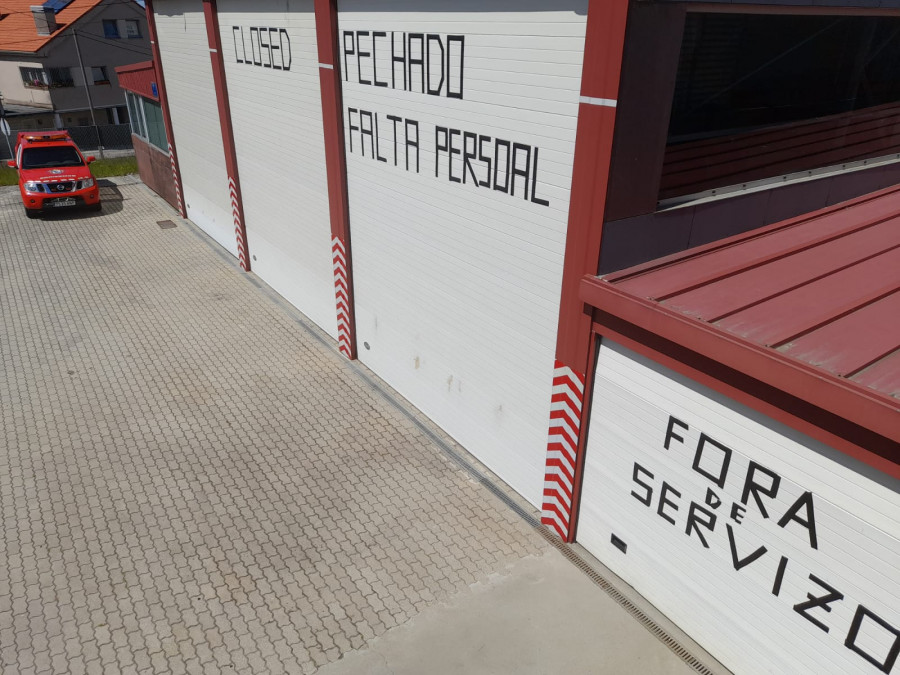 CLOSED
PECHADO
FALTA PERSOAL
FORA
DE
SERVIZO